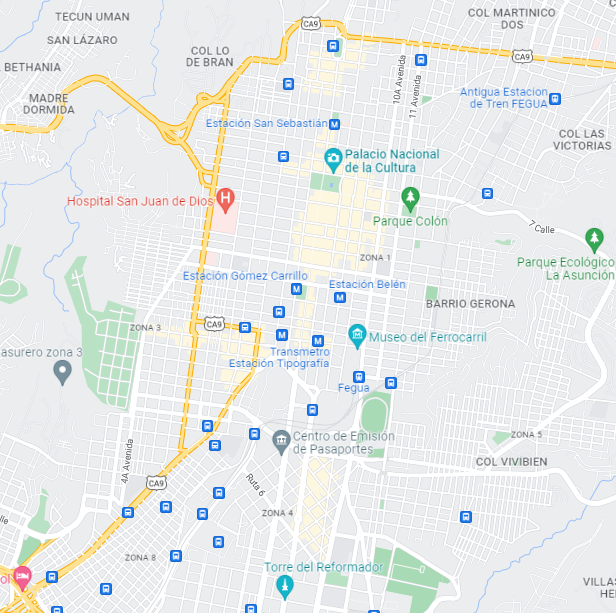 TECUN UMAN
COL MARTINICO
DOS
CA9
SAN LÁZARO
COL LO
DE BRAN
CA9
BETHANIA
10A Avenida
11 Avenida
MADRE
DORMIDA
Antigua Estacion
de Tren FEGUA
Estación San Sebastián
M
COL LAS
VICTORIAS
Palacio Nacional
de la Cultura
H
Hospital San Juan de Dios
Parque Colón
7 Calle
ZONA 1
Parque Ecológico
La Asunción
Estación Gómez Carrillo
M
Estación Belén
M
BARRIO GERONA
ZONA 3
CA9
M
M
Museo del Ferrocarril
asurero zona 3
Transmetro
Estación Tipografía
Fegua
ZONA 5
Centro de Emisión
de Pasaportes
4A Avenida
COL VIVIBIEN
CA9
Ruta 6
ZONA 4
lle
ZONA 8
Torre del Reformador
ol
VILLAS
HE